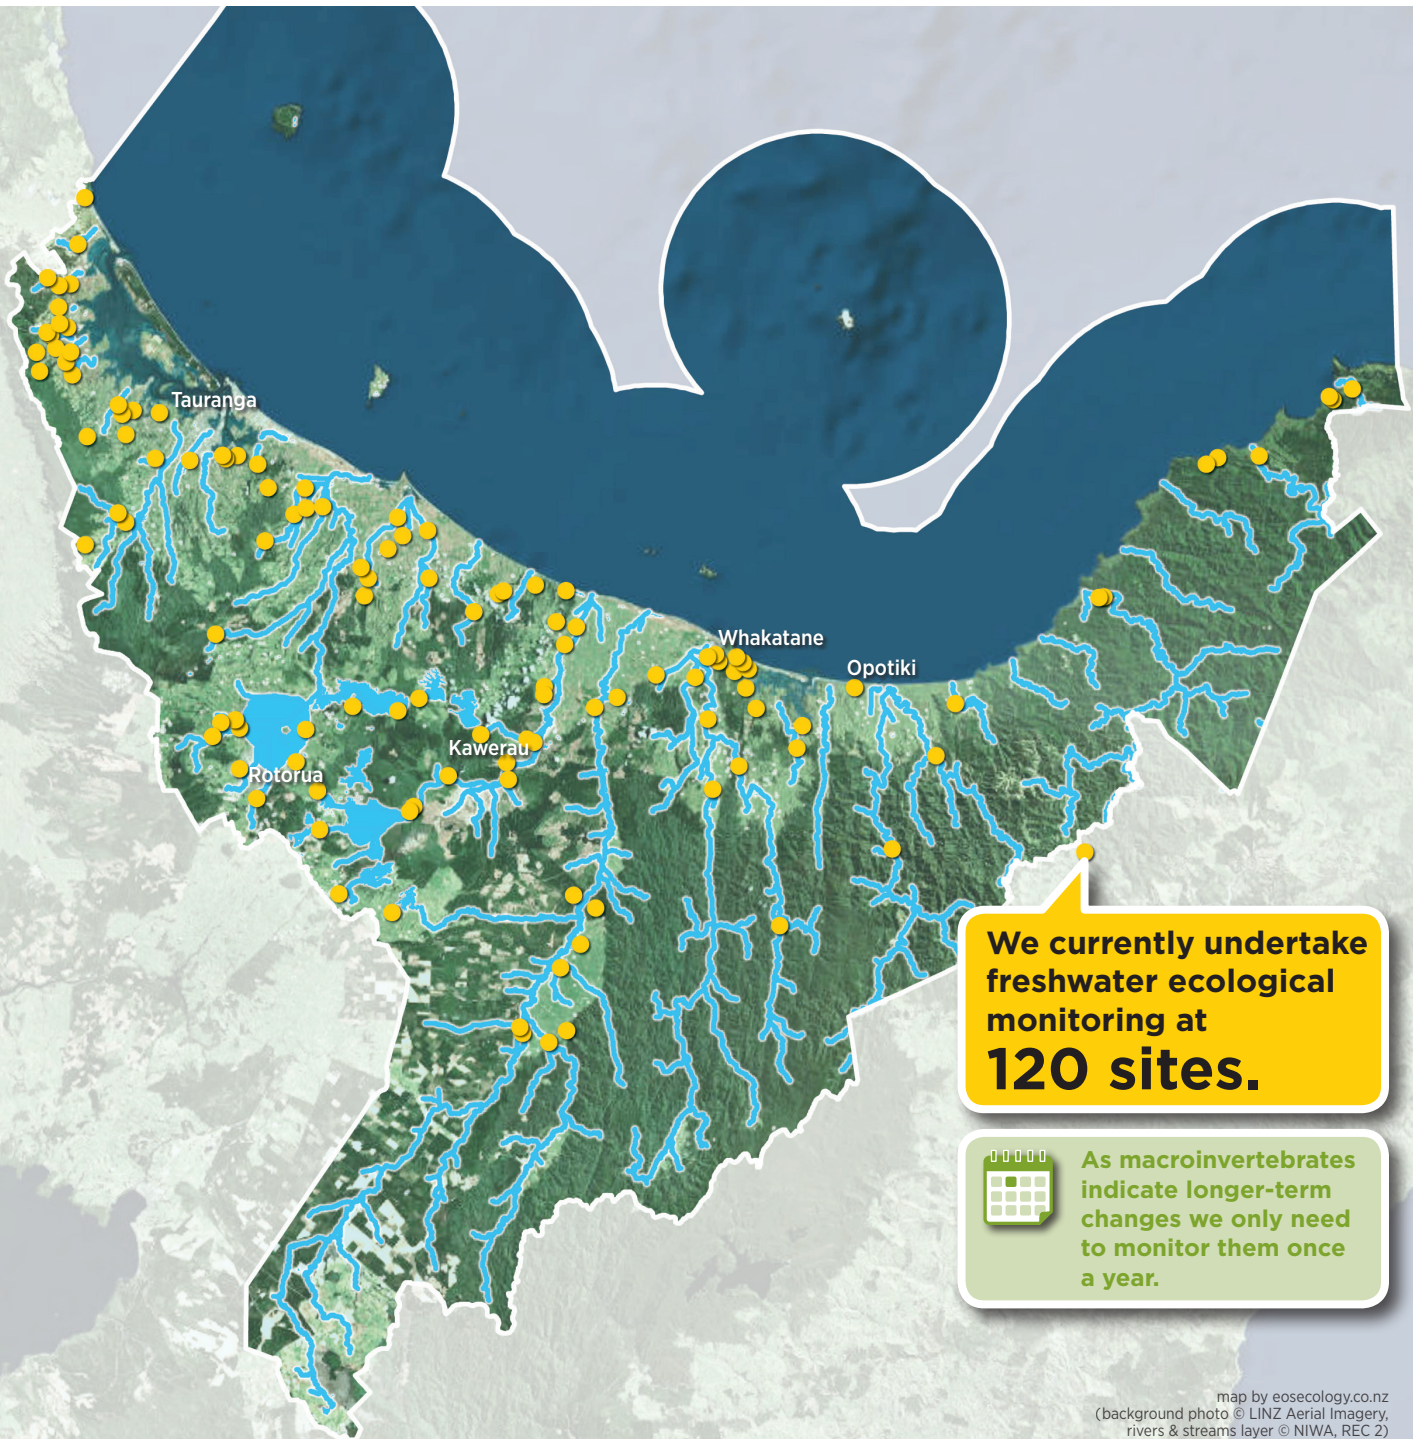 Tauranga
Whakatane
Opotiki
Kawerau
Rotorua
We currently undertake
freshwater ecological
monitoring at
120 sites.
As macroinvertebrates
indicate longer-term
changes we only need
to monitor them once
a year.
map by eosecology.co.nz
(background photo © LINZ Aerial Imagery,
rivers & streams layer © NIWA, REC 2)